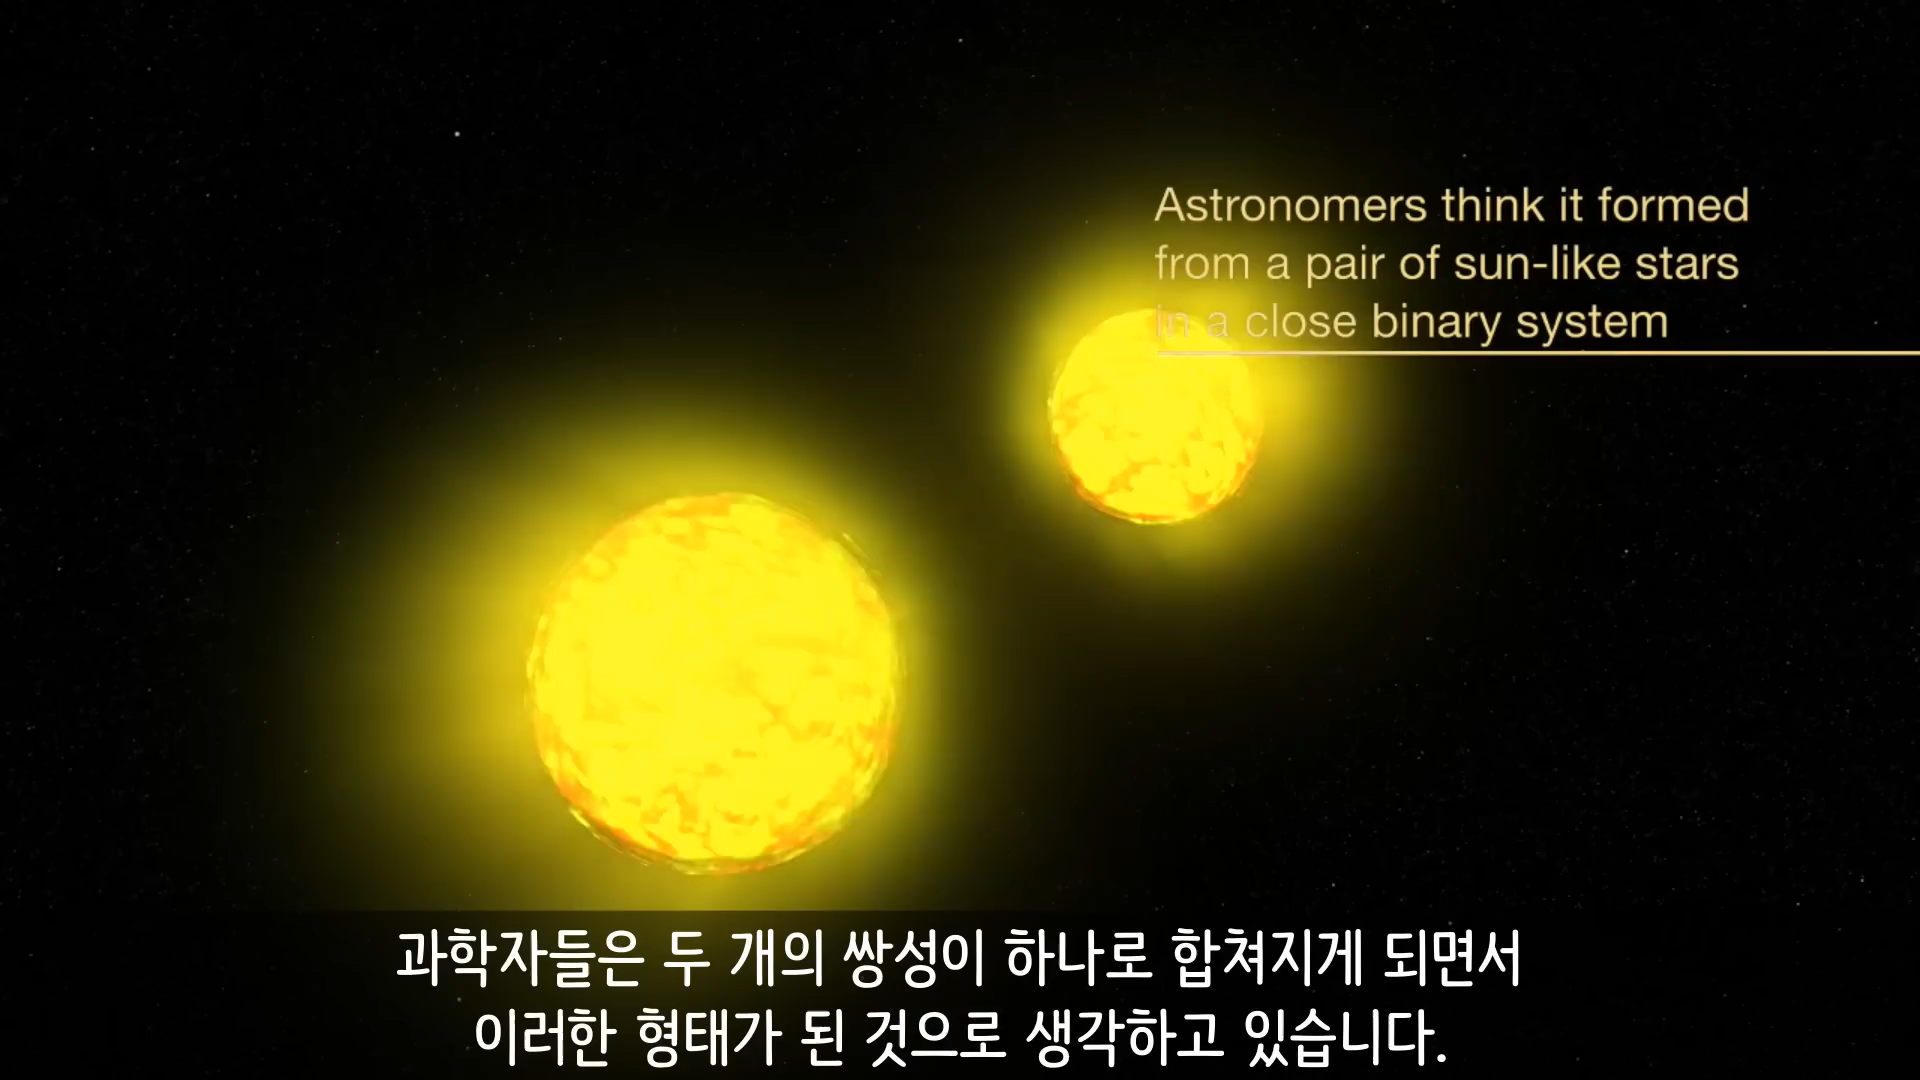 Astronomers think it formed
from a pair of sun-like stars
in a close binary system
과학자들은 두 개의 쌍성이 하나로 합쳐지게 되면서
이러한 형태가 된 것으로 생각하고 있습니다.